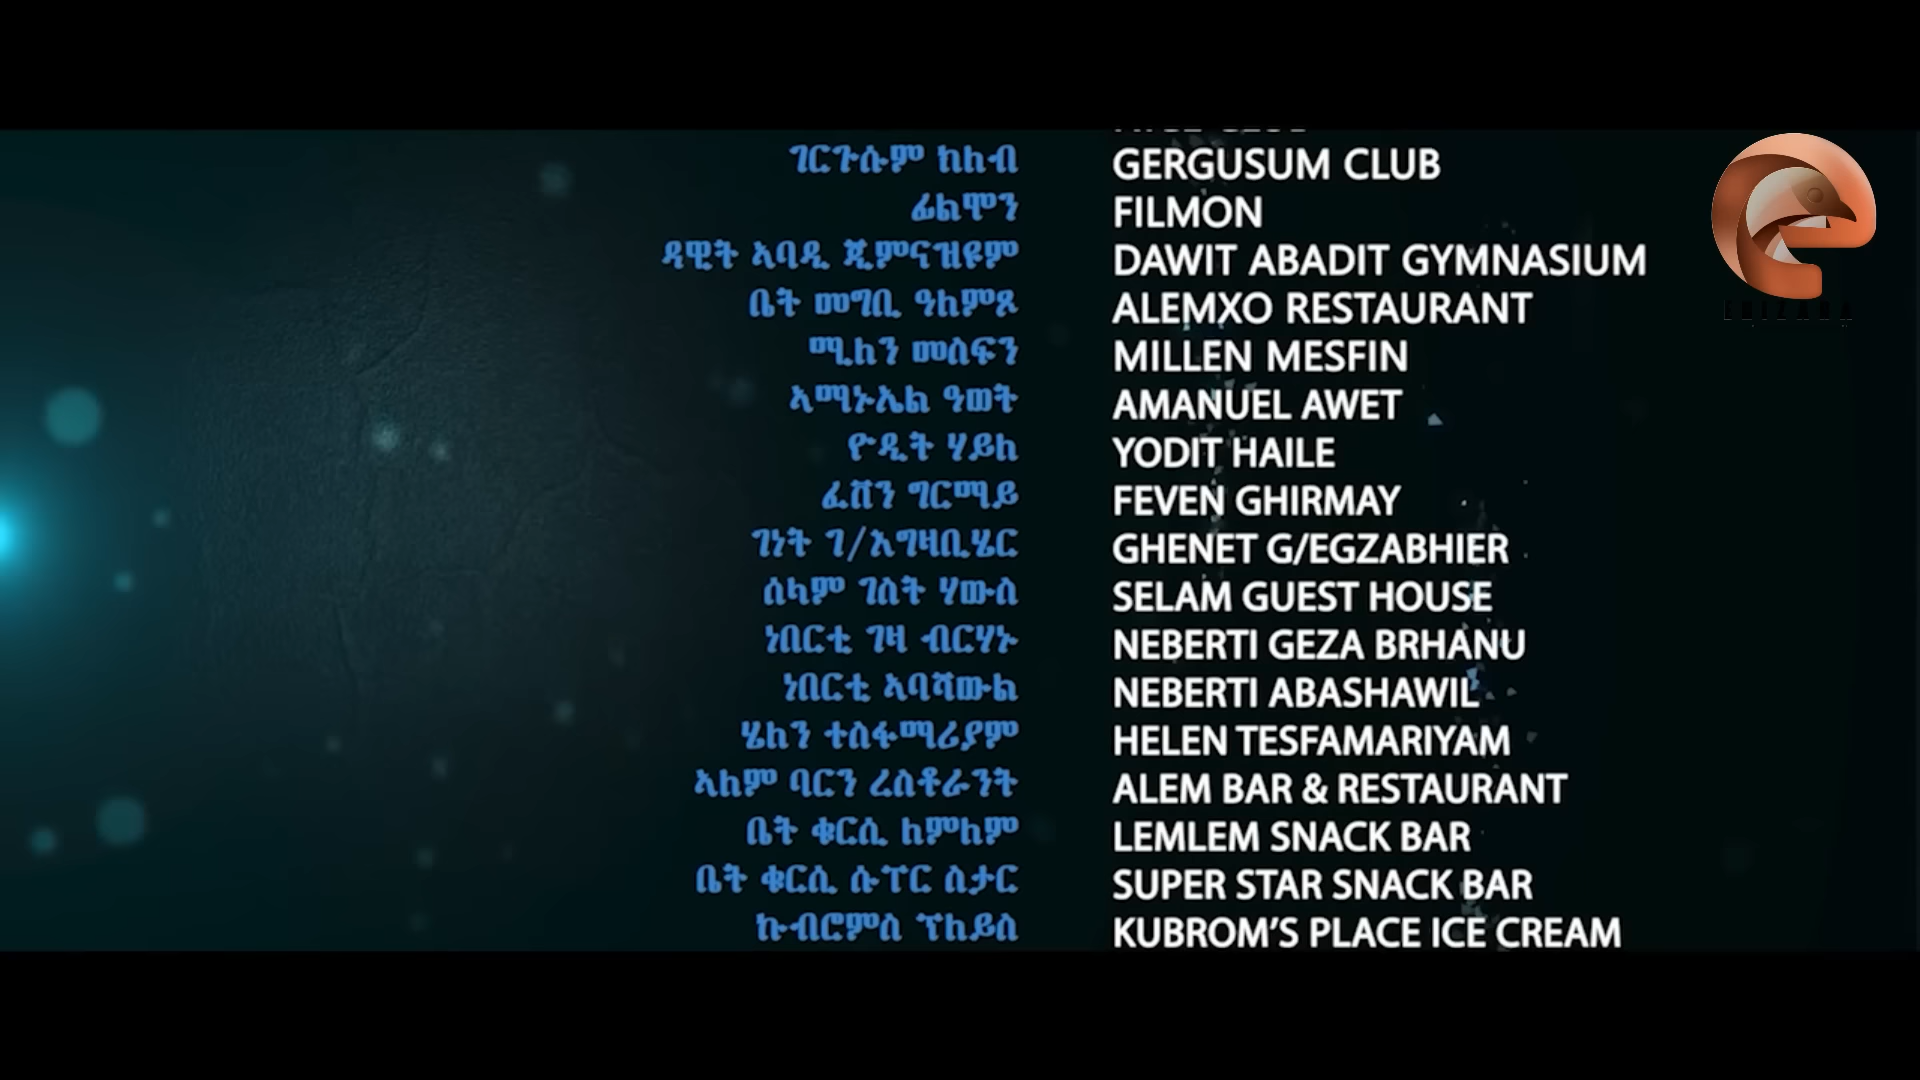 ገርጉሱም ክለብ GERGUSUM CLUB
ፊልሞን FILMON
ዳዊት ኣባዲ ጂምናዝዩም DAWIT ABADIT GYMNASIUM
ቤት መግቢ ዓለምጾ ALEMXO RESTAURANT
ሚለን መስፍን MILLEN MESFIN
ኣማኑኤል ዓወት AMANUEL AWET
ዮዲት ሃይለ YODIT HAILE
ፈቨን ግርማይ FEVEN GHIRMAY
ገነት ገ/እግዛቢሄር GHENET G/EGZABHIER
ሰላም ገስት ሃውስ SELAM GUEST HOUSE
ነበርቲ ገዛ ብርሃኑ NEBERTI GEZA BRHANU
ነበርቲ ኣባሻውል NEBERTI ABASHAWIL
ሄለን ተስፋማሪያም HELEN TESFAMARIYAM
ኣለም ባርን ረስቶራንት ALEM BAR & RESTAURANT
ቤት ቁርሲ ለምለም LEMLEM SNACK BAR
ቤት ቁርሲ ሱፐር ስታር SUPER STAR SNACK BAR
ኩብሮምስ ፕለይስ KUBROM'S PLACE ICE CREAM